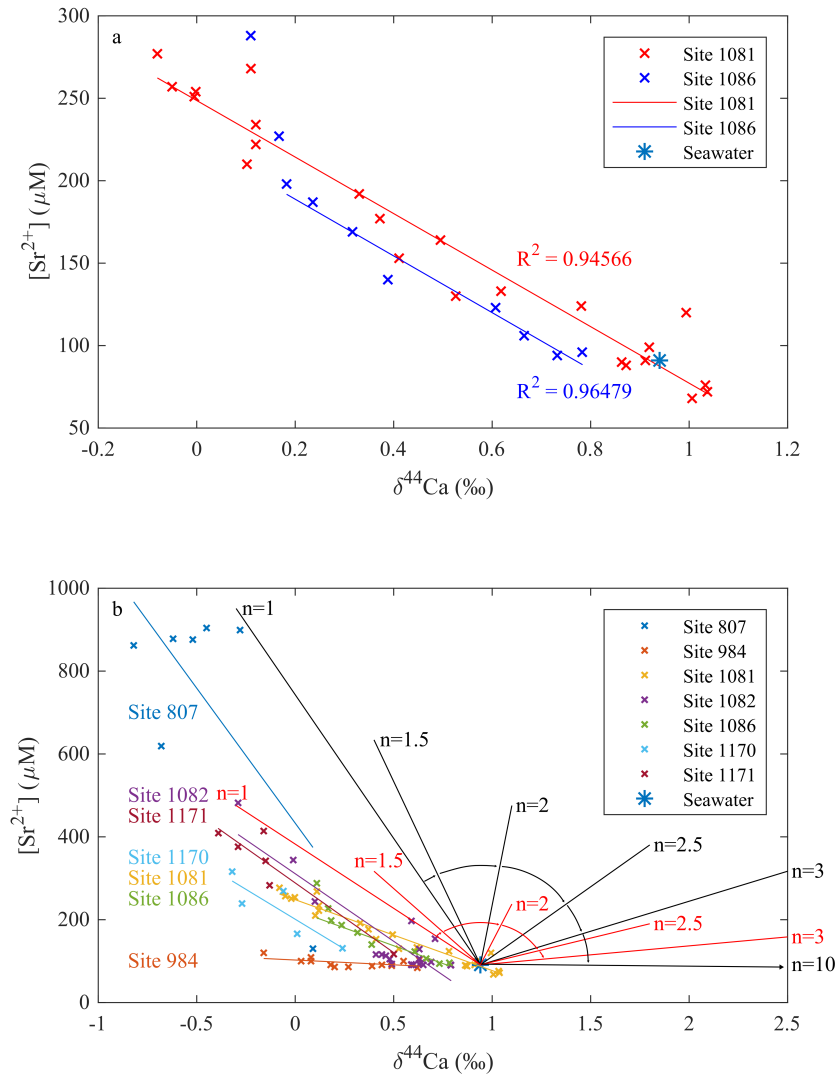 a
300
250
200
150
100
50
[Sr2+] (μM)
Site 1081
Site 1086
Site 1081
Site 1086
Seawater
R2 = 0.94566
R2 = 0.96479
-0.2 0 0.2 0.4 0.6 0.8 1 1.2
δ44Ca (‰)
b
1000
800
600
400
200
0
[Sr2+] (μM)
Site 807
Site 984
Site 1081
Site 1082
Site 1086
Site 1170
Site 1171
Seawater
n=1
n=1.5
n=2
n=2.5
n=3
n=10
n=1
n=1.5
n=2
n=2.5
n=3
Site 807
Site 1082
Site 1171
Site 1170
Site 1081
Site 1086
Site 984
-1 -0.5 0 0.5 1 1.5 2 2.5
δ44Ca (‰)